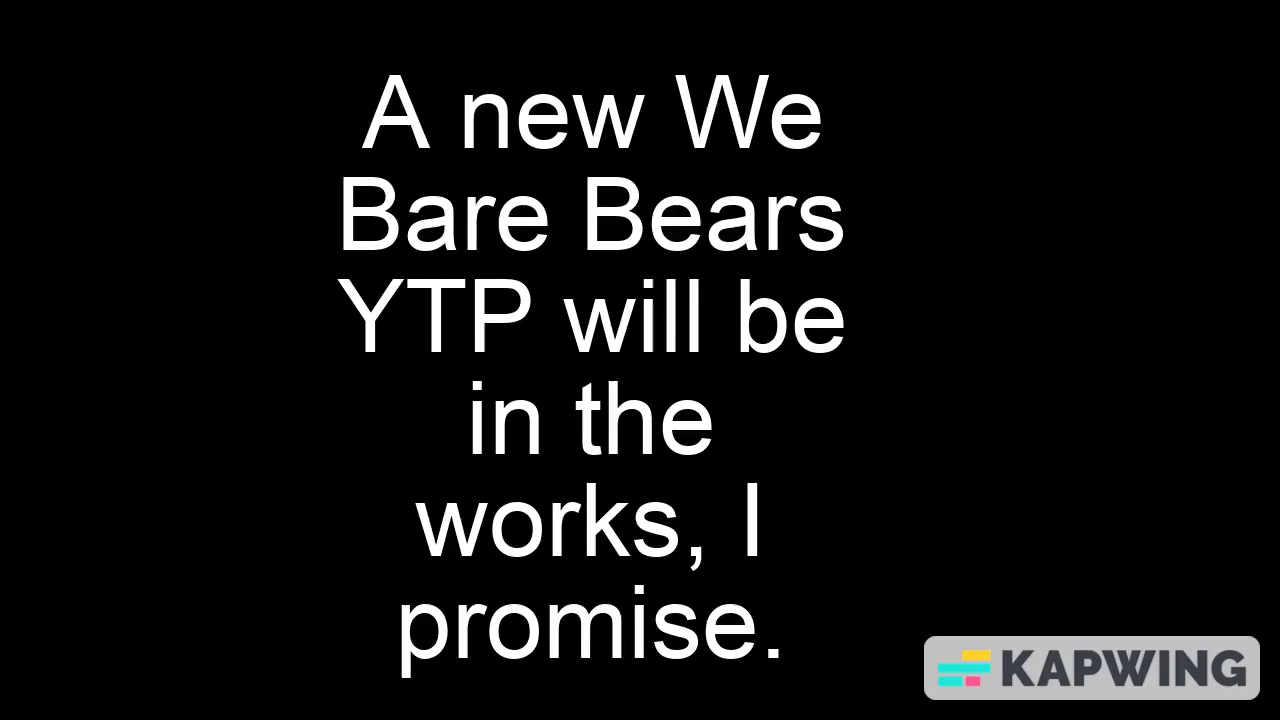 A new We
Bare Bears
YTP will be
in the
works, I
promise.
KAPWING